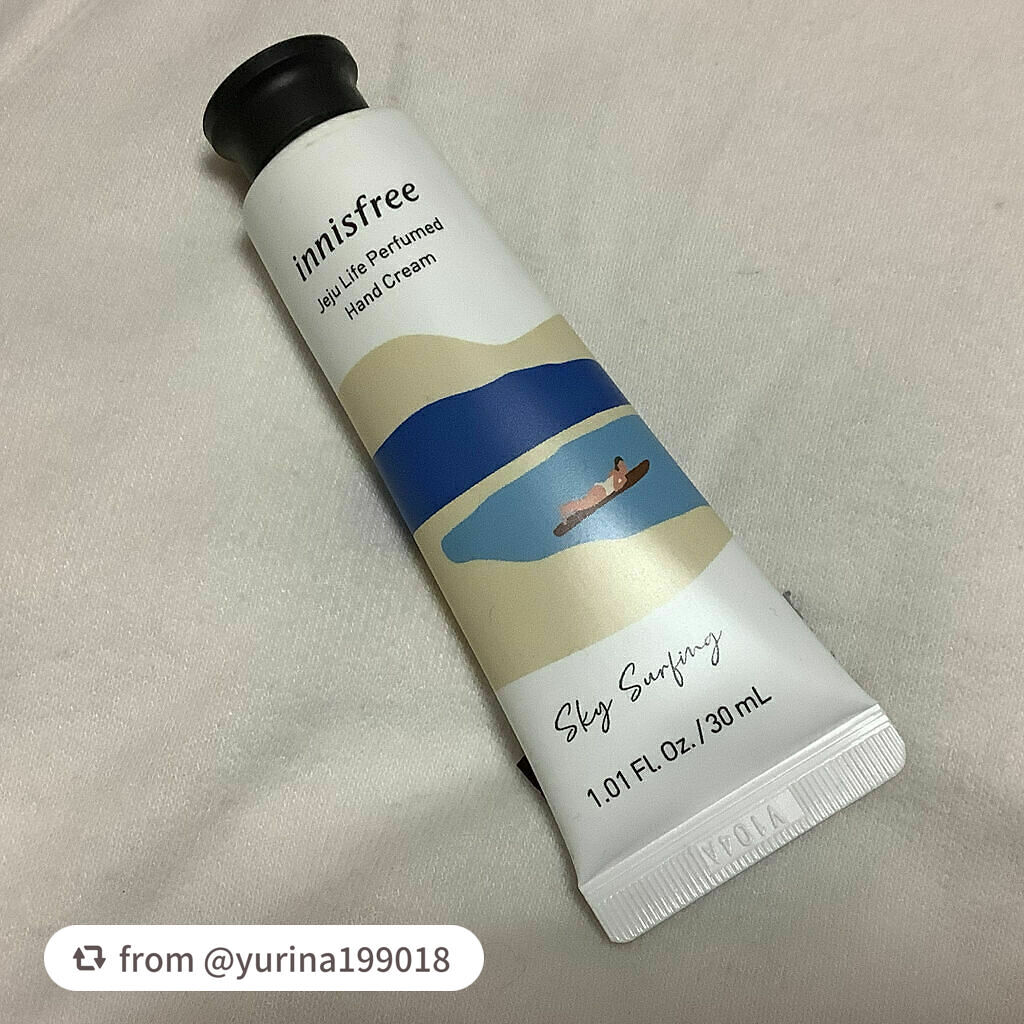 innisfree
Jeju Life Perfumed
Hand Cream
Sky Surfing
1.01 Fl. Oz. / 30 mL
from @yurina199018